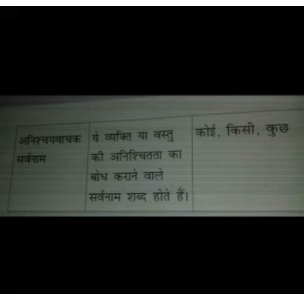 अनिश्चयवाचक
सर्वनाम
ये व्यक्ति या वस्तु
की अनिश्चितता का
बोध कराने वाले
सर्वनाम शब्द होते हैं।
कोई, किसी, कुछ